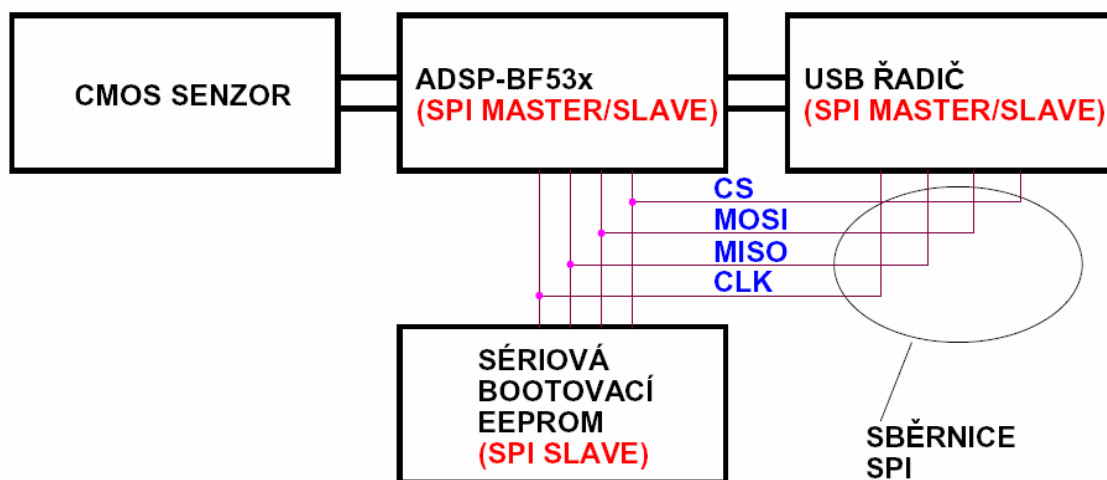 CMOS SENZOR
ADSP-BF53x
(SPI MASTER/SLAVE)
USB ŘADIČ
(SPI MASTER/SLAVE)
CS
MOSI
MISO
CLK
SÉRIOVÁ
BOOTOVACÍ
EEPROM
(SPI SLAVE)
SBĚRNICE
SPI